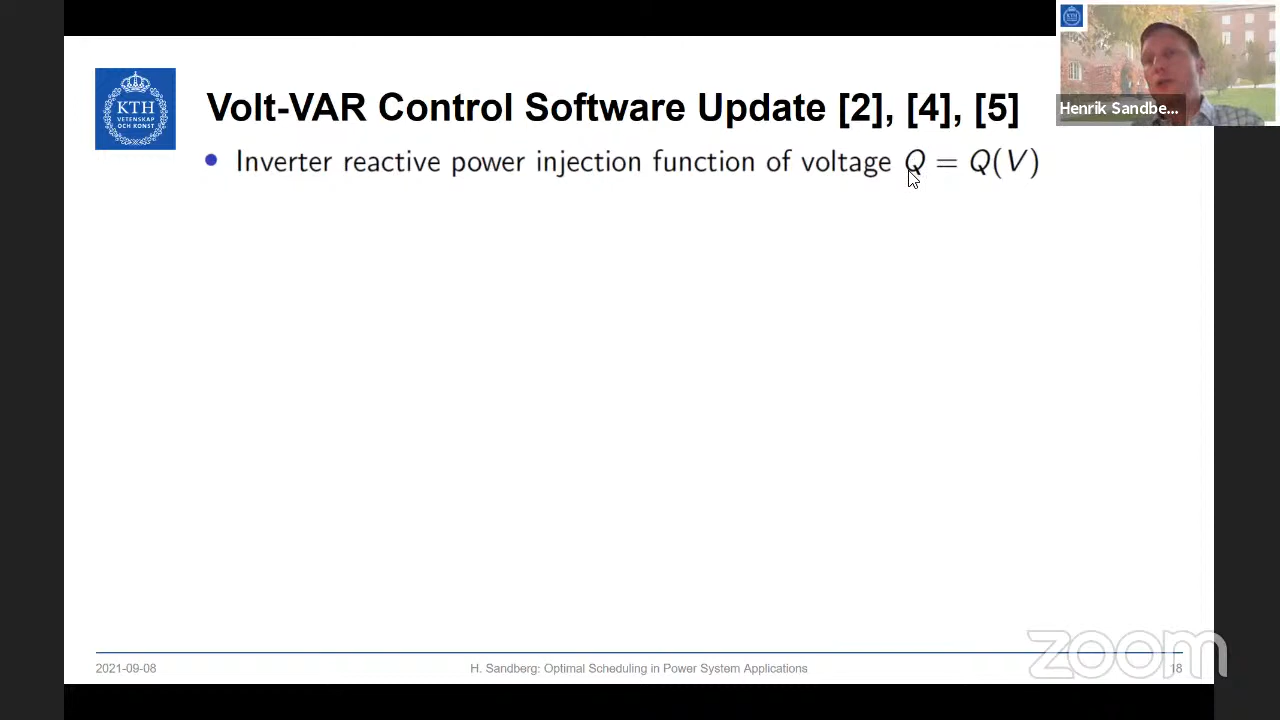 KTH
VETENSKAP
OCH KONST
Volt-VAR Control Software Update [2], [4], [5]
Henrik Sandbe...
• Inverter reactive power injection function of voltage Q = Q(V)
2021-09-08
H. Sandberg: Optimal Scheduling in Power System Applications
18
zoom